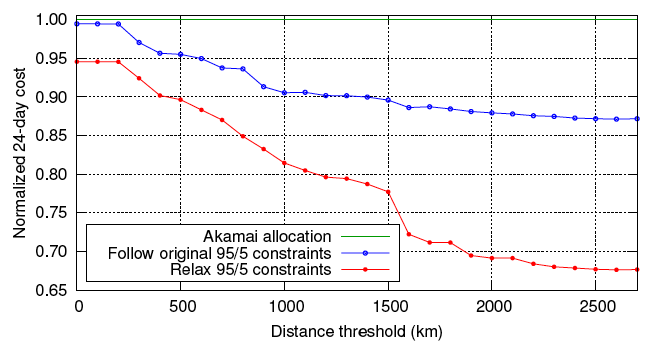 1.00
0.95
0.90
0.85
0.80
0.75
0.70
0.65
Normalized 24-day cost
Akamai allocation
Follow original 95/5 constraints
Relax 95/5 constraints
0 500 1000 1500 2000 2500
Distance threshold (km)